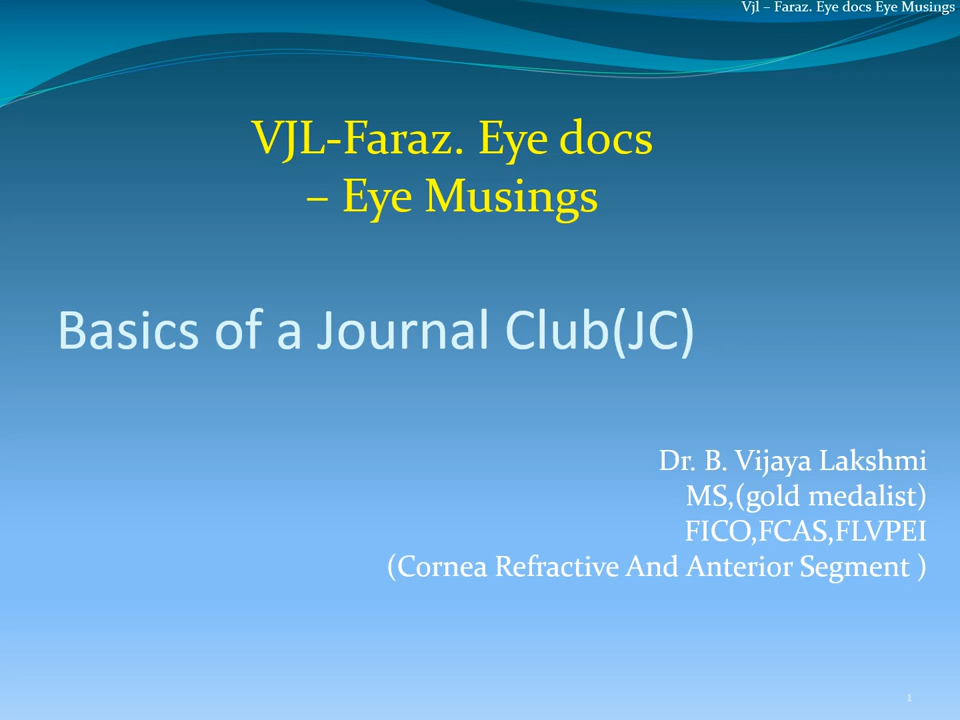 Vjl – Faraz. Eye docs Eye Musings
VJL-Faraz. Eye docs
– Eye Musings
Basics of a Journal Club(JC)
Dr. B. Vijaya Lakshmi
MS,(gold medalist)
FICO,FCAS,FLVPEI
(Cornea Refractive And Anterior Segment )
1